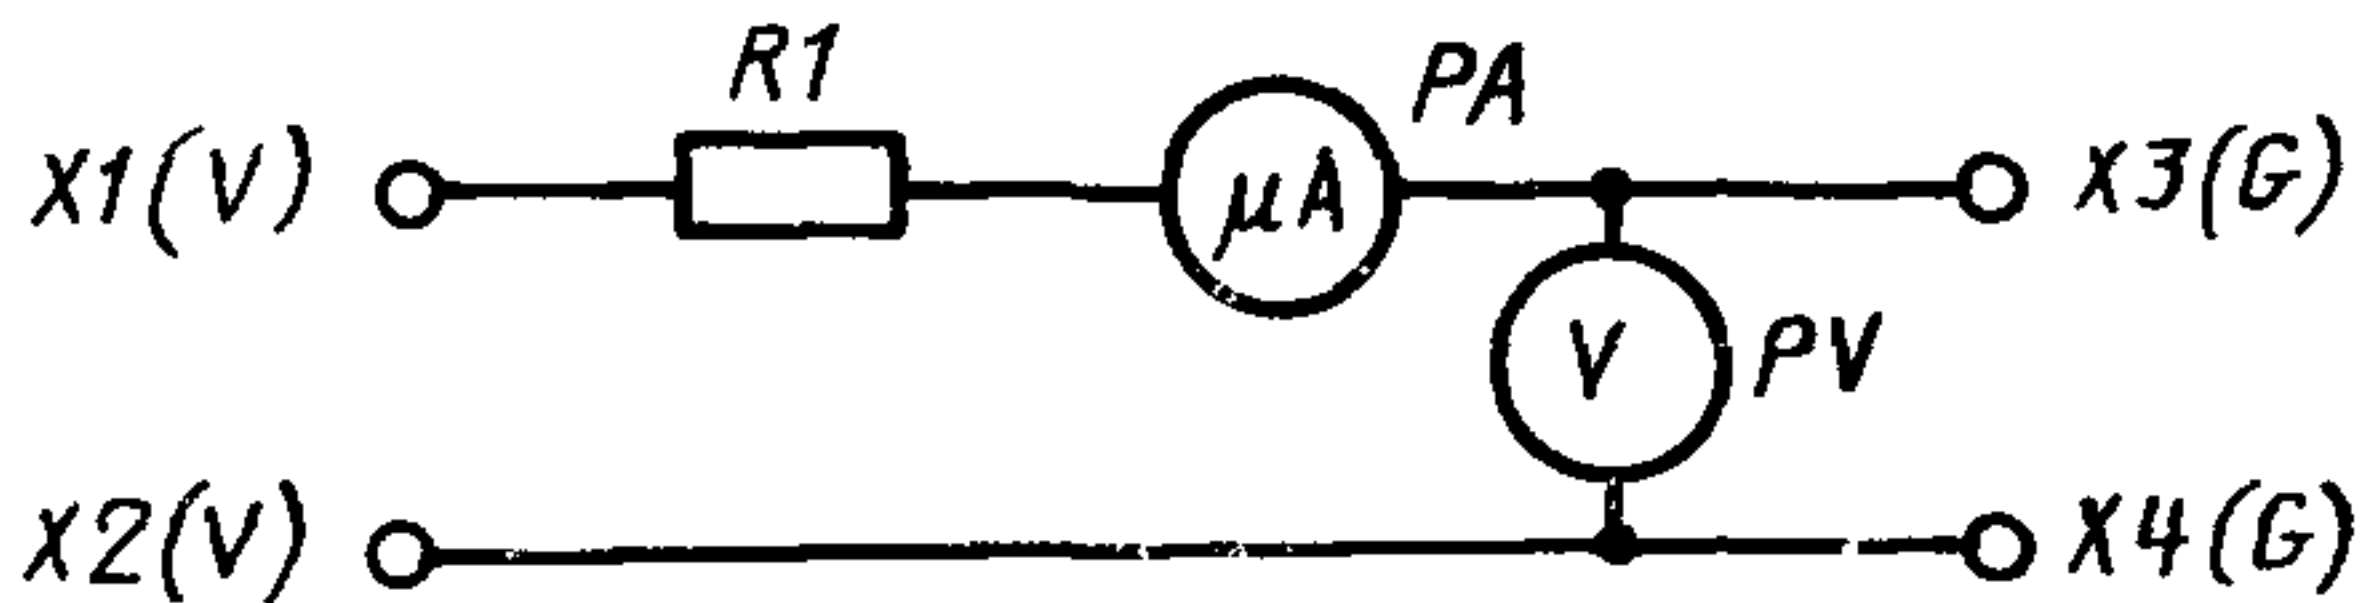 R1
PA
X1(V)
μA
X3(G)
V
PV
X2(V)
X4(G)